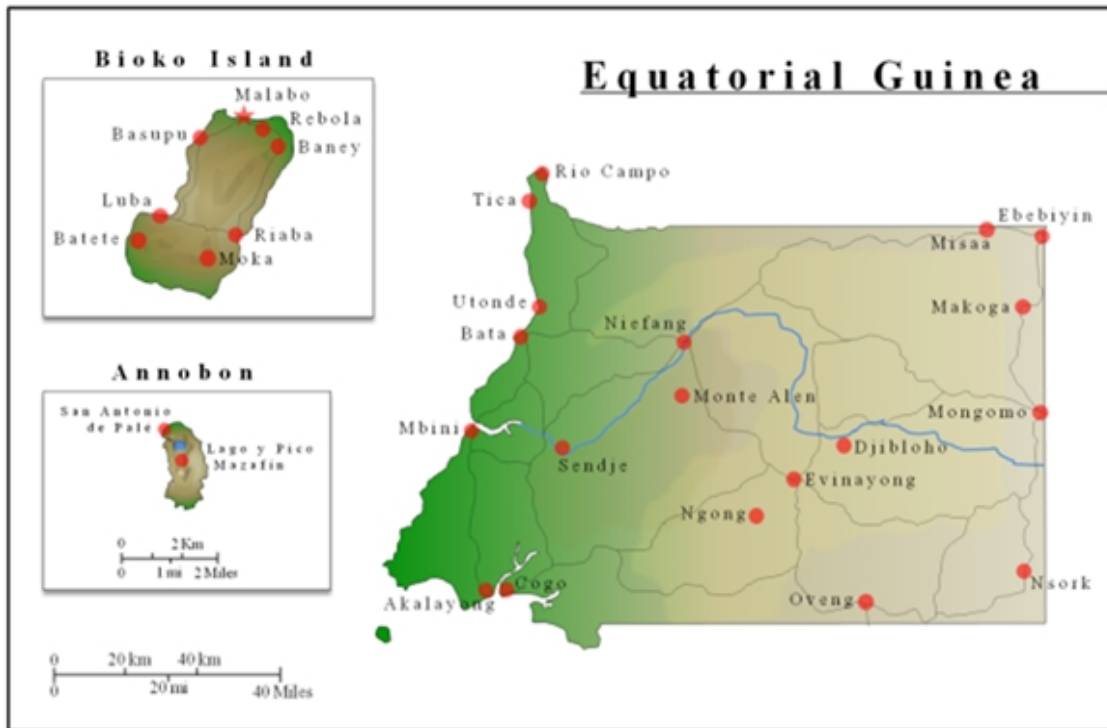 Equatorial Guinea
Bioko Island
Malabo
Rebola
Basupu
Baney
Luba
Batete
Riaba
Moka
Annobon
San Antonio
de Palé
Lago y Pico
Mazafin
0 2 Km
0 1 mi 2 Miles
0 20 km 40 km
0 20 mi 40 Miles
Rio Campo
Tica
Ebebiyin
Misaa
Utonde
Makoga
Niefang
Bata
Monte Alen
Mongomo
Mbini
Djibloho
Sendje
Evinayong
Ngong
Cogo
Akalayong
Nsork
Oveng